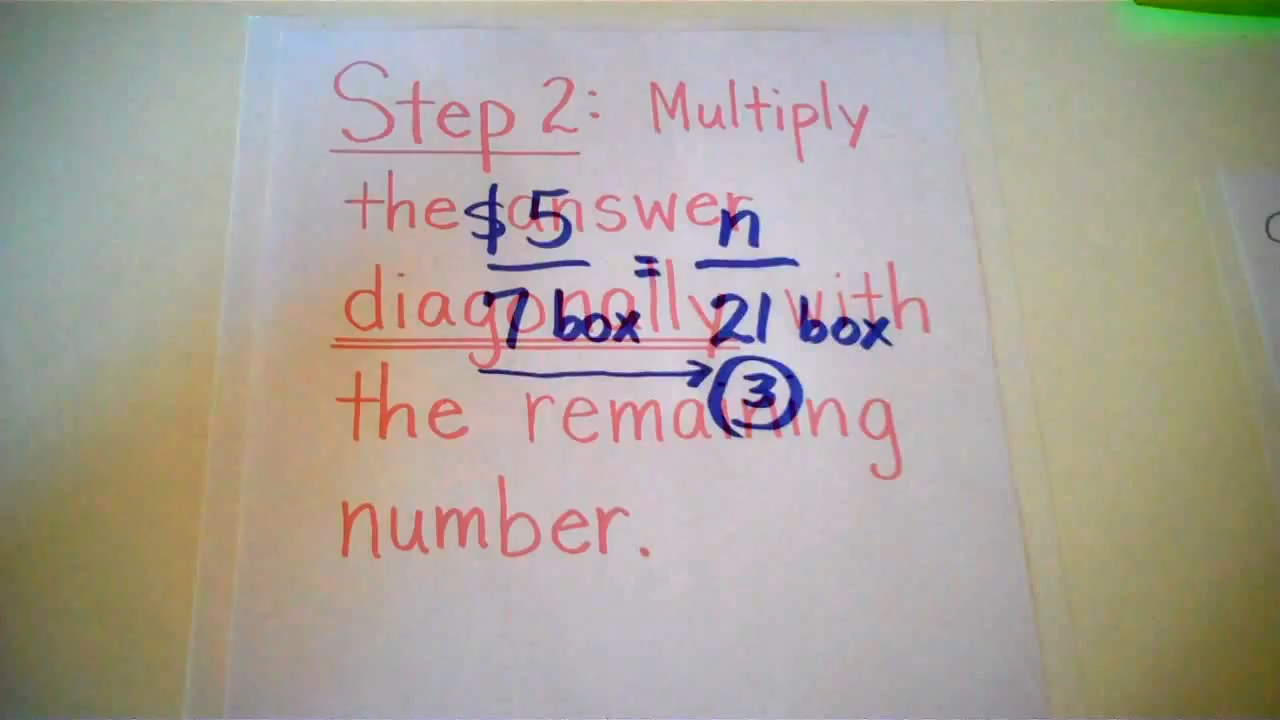 Step 2: Multiply
the answer
$5 = n
diagonally with
7 box 21 box
the remaining
3
number.